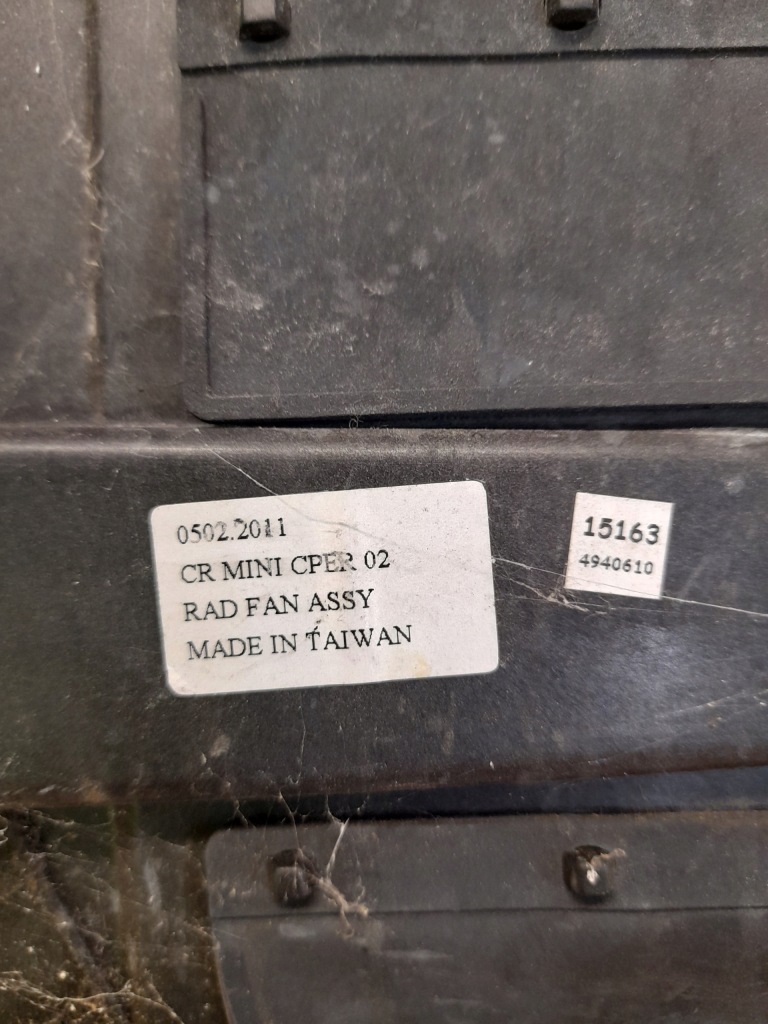 0502.2011
CR MINI CPER 02
RAD FAN ASSY
MADE IN TAIWAN
15163
4940610